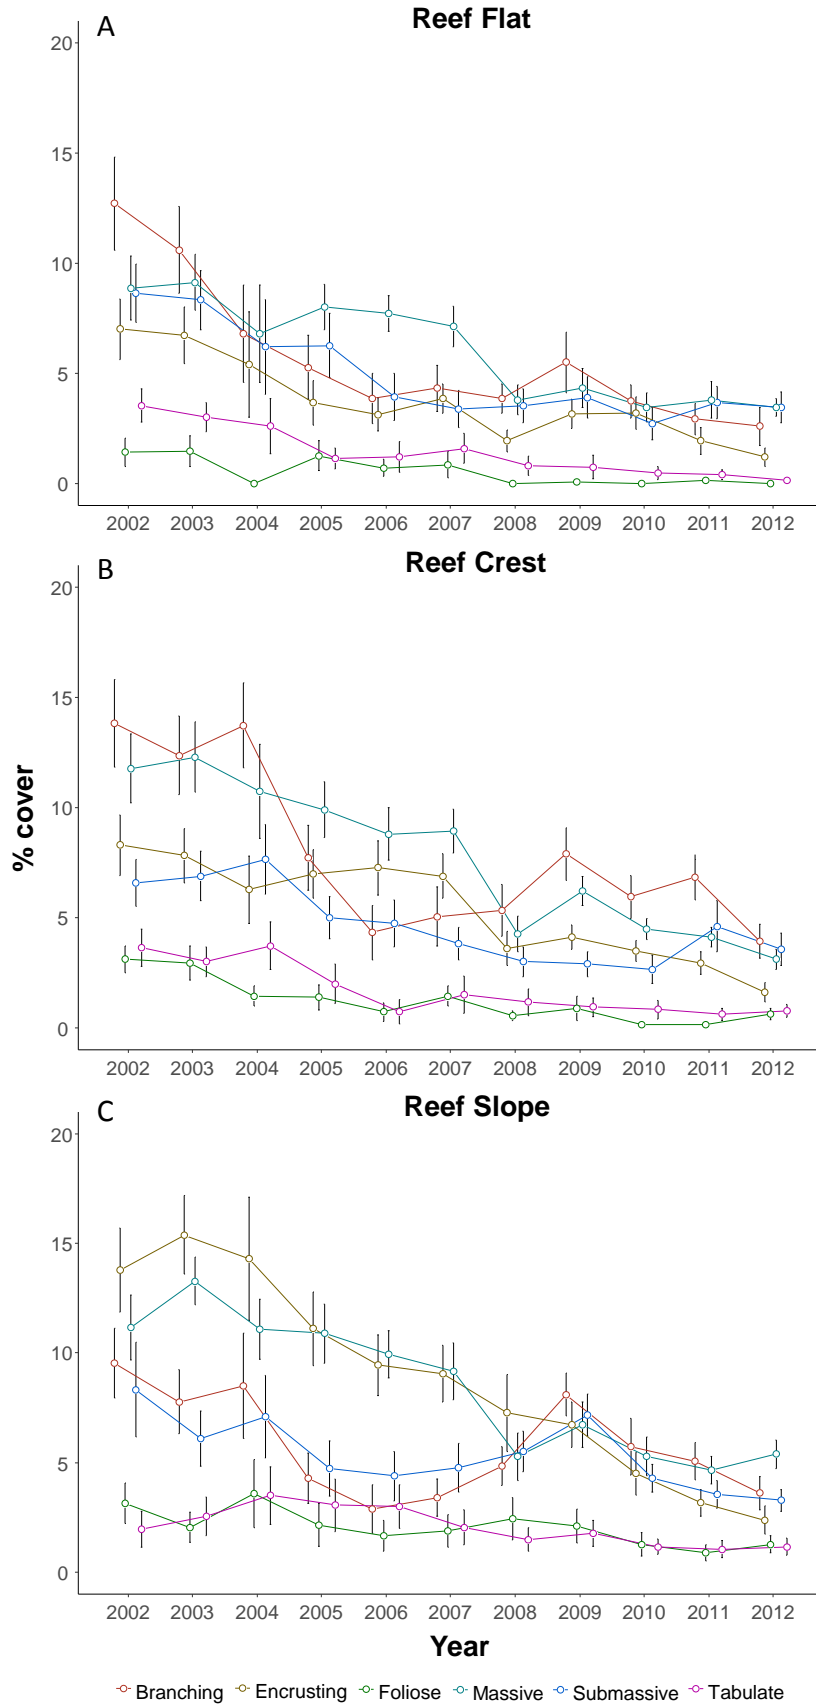 A Reef Flat
20
15
10
5
0
2002 2003 2004 2005 2006 2007 2008 2009 2010 2011 2012
B Reef Crest
20
15
10
5
0
% cover
2002 2003 2004 2005 2006 2007 2008 2009 2010 2011 2012
C Reef Slope
20
15
10
5
0
2002 2003 2004 2005 2006 2007 2008 2009 2010 2011 2012
Year
Branching Encrusting Foliose Massive Submassive Tabulate